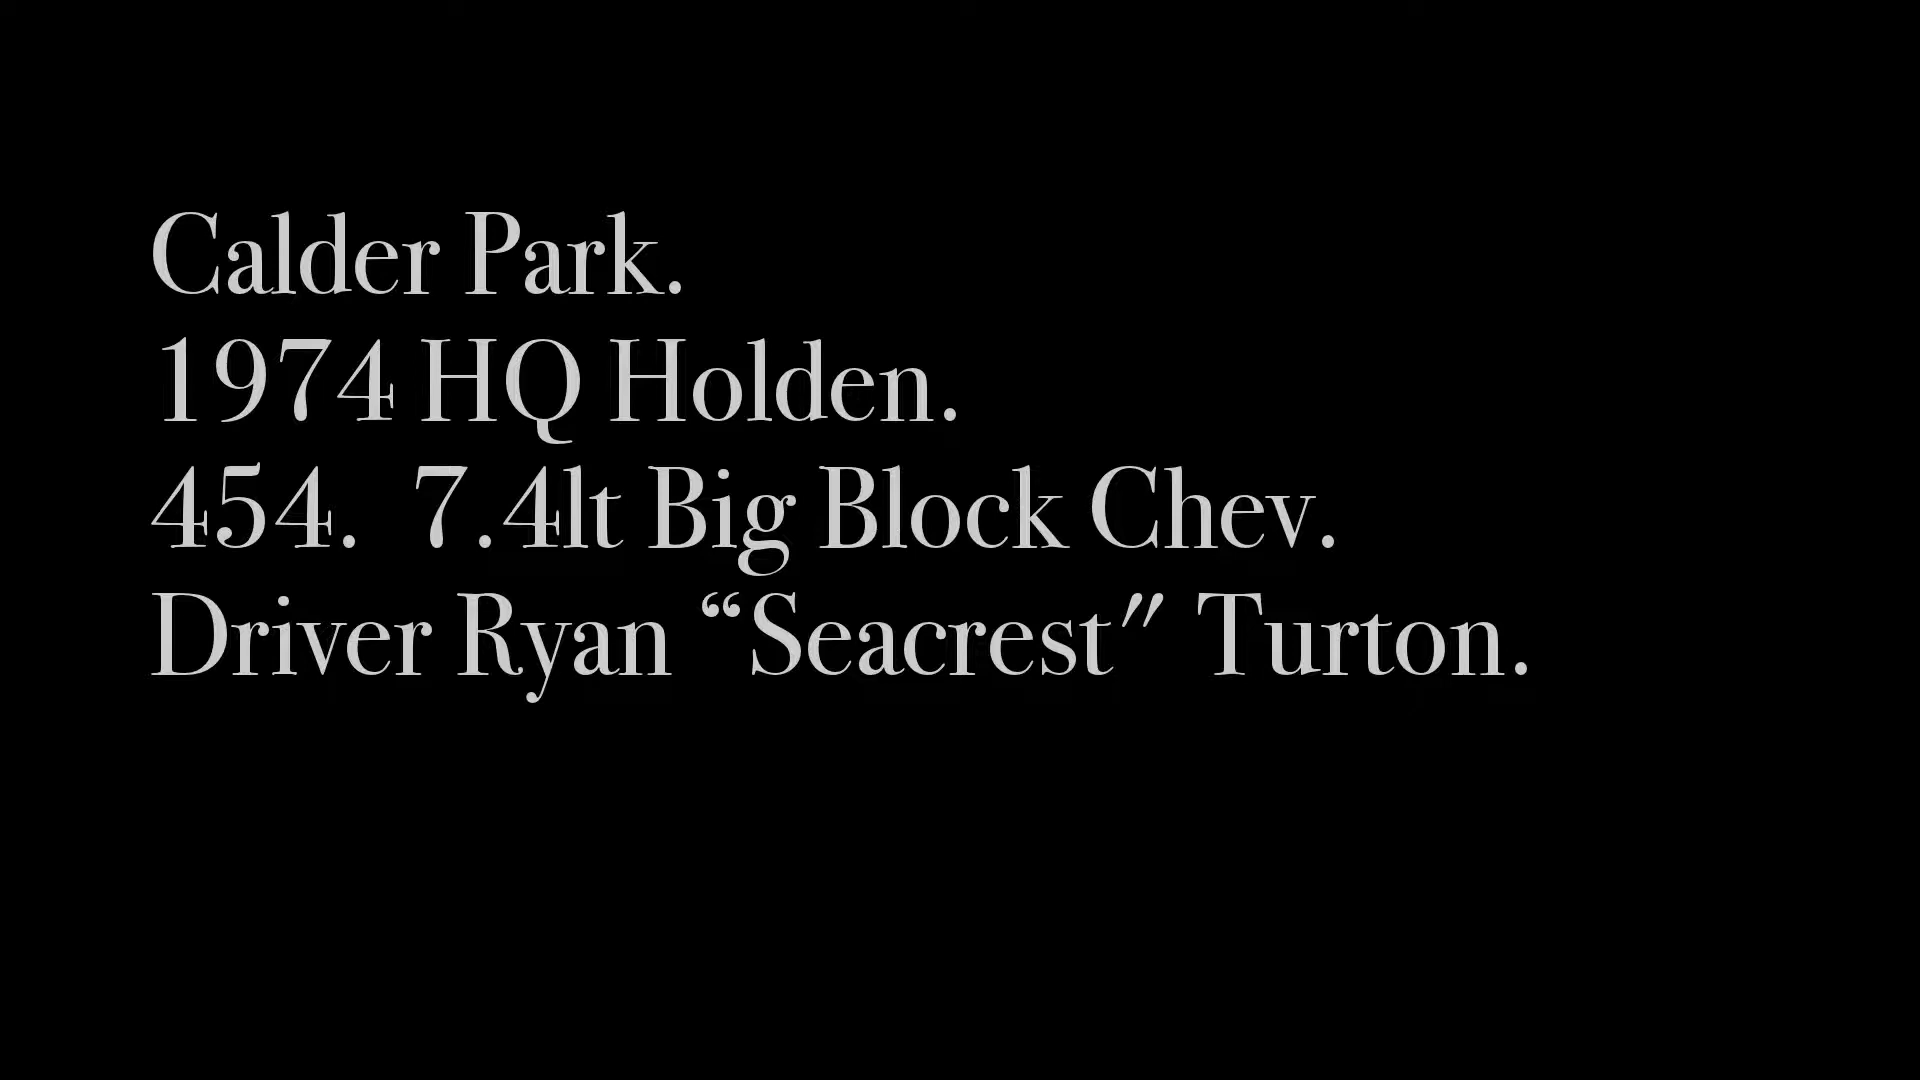 Calder Park.
1974 HQ Holden.
454.  7.4lt Big Block Chev.
Driver Ryan “Seacrest” Turton.